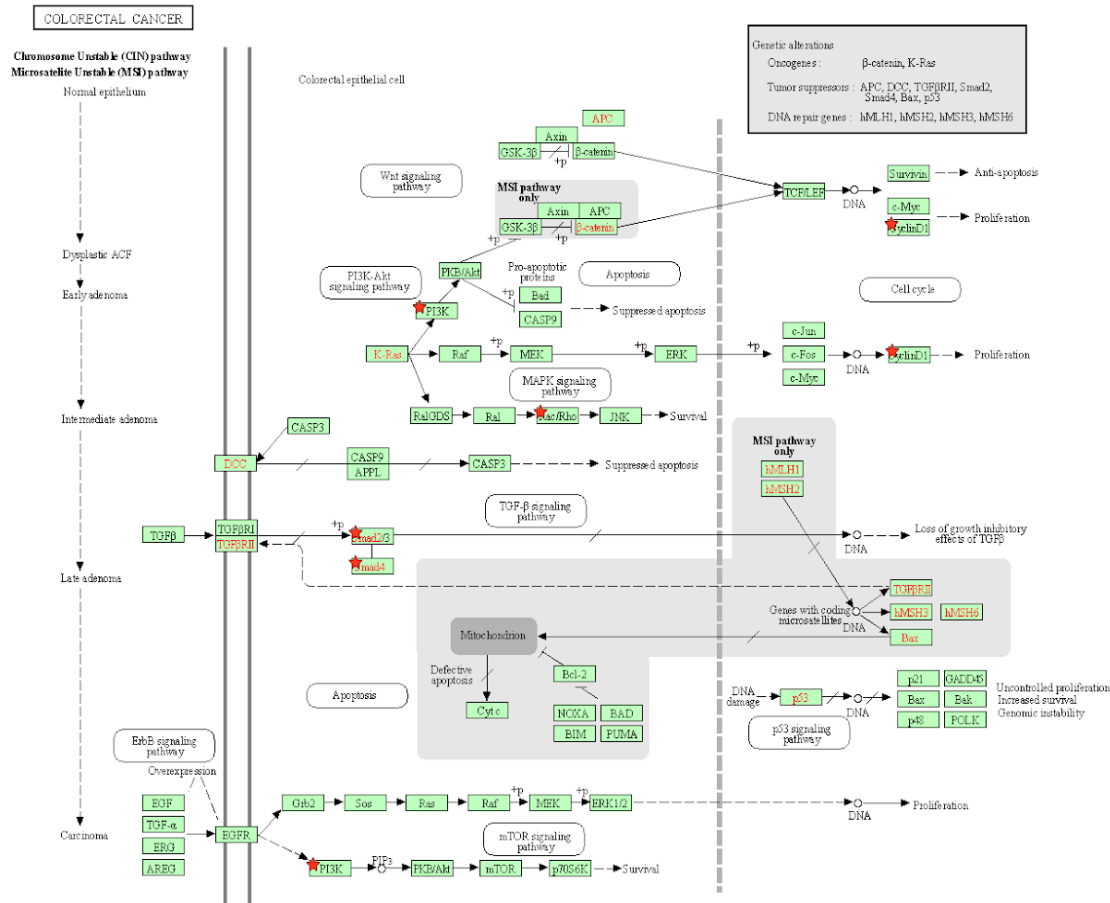 COLORECTAL CANCER
Chromosome Unstable (CIN) pathway
Microsatelite Unstable (MSI) pathway
Normal epithelium
Dysplastic ACF
Early adenoma
Intermediate adenoma
Late adenoma
Carcinoma
Colorectal epithelial cell
Genetic alterations
Oncogenes : β-catenin, K-Ras
Tumor suppressors : APC, DCC, TGFβRII, Smad2,
Smad4, Bax, p53
DNA repair genes : hMLH1, hMSH2, hMSH3, hMSH6
APC
Axin
GSK-3β
β-catenin
+p
Wnt signaling
pathway
MSI pathway
only
Axin
APC
GSK-3β
β-catenin
+p
+p
TCF/LEF
DNA
Survivin
Anti-apoptosis
c-Myc
CyclinD1
Proliferation
PI3K-Akt
signaling pathway
PKB/Akt
PI3K
Pro-apoptotic
proteins
Apoptosis
+p
Bad
CASP9
Suppressed apoptosis
Cell cycle
K-Ras
Raf
+p
MEK
+p
ERK
+p
c-Jun
c-Fos
c-Myc
DNA
CyclinD1
Proliferation
MAPK signaling
pathway
RalGDS
Ral
Rac/Rho
JNK
Survival
CASP3
DCC
CASP9
APPL
CASP3
Suppressed apoptosis
MSI pathway
only
hMLH1
hMSH2
TGF-β signaling
pathway
TGFβ
TGFβRI
TGFβRII
+p
Smad2/3
Smad4
DNA
Loss of growth inhibitory
effects of TGFβ
TGFβRII
Genes with coding
microsatellites
DNA
hMSH3
hMSH6
Bax
Mitochondrion
Defective
apoptosis
Bcl-2
Cyt c
NOXA
BAD
BIM
PUMA
Apoptosis
DNA
damage
p53
DNA
p21
GADD45
Bax
Bak
p48
POLK
Uncontrolled proliferation
Increased survival
Genomic instability
p53 signaling
pathway
ErbB signaling
pathway
Overexpression
EGF
TGF-α
ERG
AREG
EGFR
Grb2
Sos
Ras
Raf
+p
MEK
+p
ERK1/2
DNA
Proliferation
mTOR signaling
pathway
PI3K
PIP3
PKB/Akt
mTOR
p70S6K
Survival